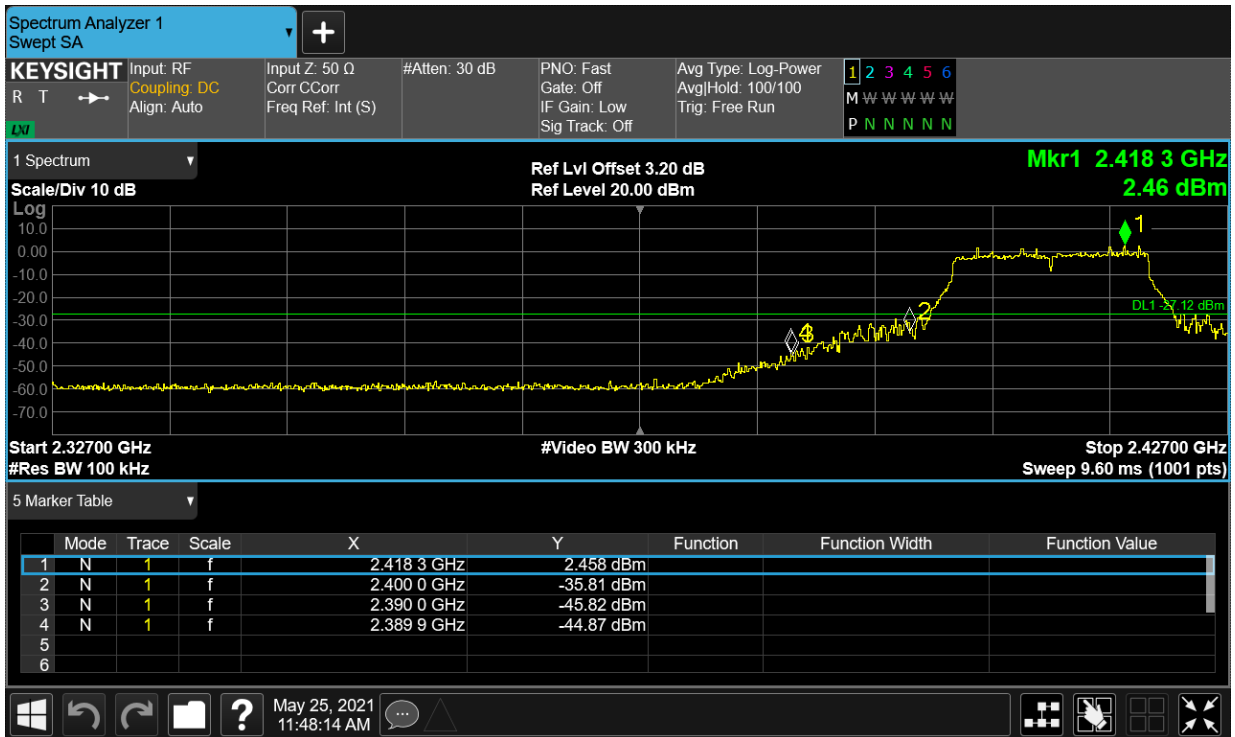 Spectrum Analyzer 1
Swept SA
KEYSIGHT
R T
LXI
Input: RF
Coupling: DC
Align: Auto
Input Z: 50 Ω
Corr CCorr
Freq Ref: Int (S)
#Atten: 30 dB
PNO: Fast
Gate: Off
IF Gain: Low
Sig Track: Off
Avg Type: Log-Power
Avg|Hold: 100/100
Trig: Free Run
1 2 3 4 5 6
M W W W W W
P N N N N N
1 Spectrum
Scale/Div 10 dB
Ref Lvl Offset 3.20 dB
Ref Level 20.00 dBm
Mkr1 2.418 3 GHz
2.46 dBm
Log
10.0
0.00
-10.0
-20.0
-30.0
-40.0
-50.0
-60.0
-70.0
1
2
DL1 -27.12 dBm
Start 2.32700 GHz
#Video BW 300 kHz
Stop 2.42700 GHz
#Res BW 100 kHz
Sweep 9.60 ms (1001 pts)
5 Marker Table
Mode Trace Scale X Y Function Function Width Function Value
1 N 1 f 2.418 3 GHz 2.458 dBm
2 N 1 f 2.400 0 GHz -35.81 dBm
3 N 1 f 2.390 0 GHz -45.82 dBm
4 N 1 f 2.389 9 GHz -44.87 dBm
5
6
?
May 25, 2021
11:48:14 AM